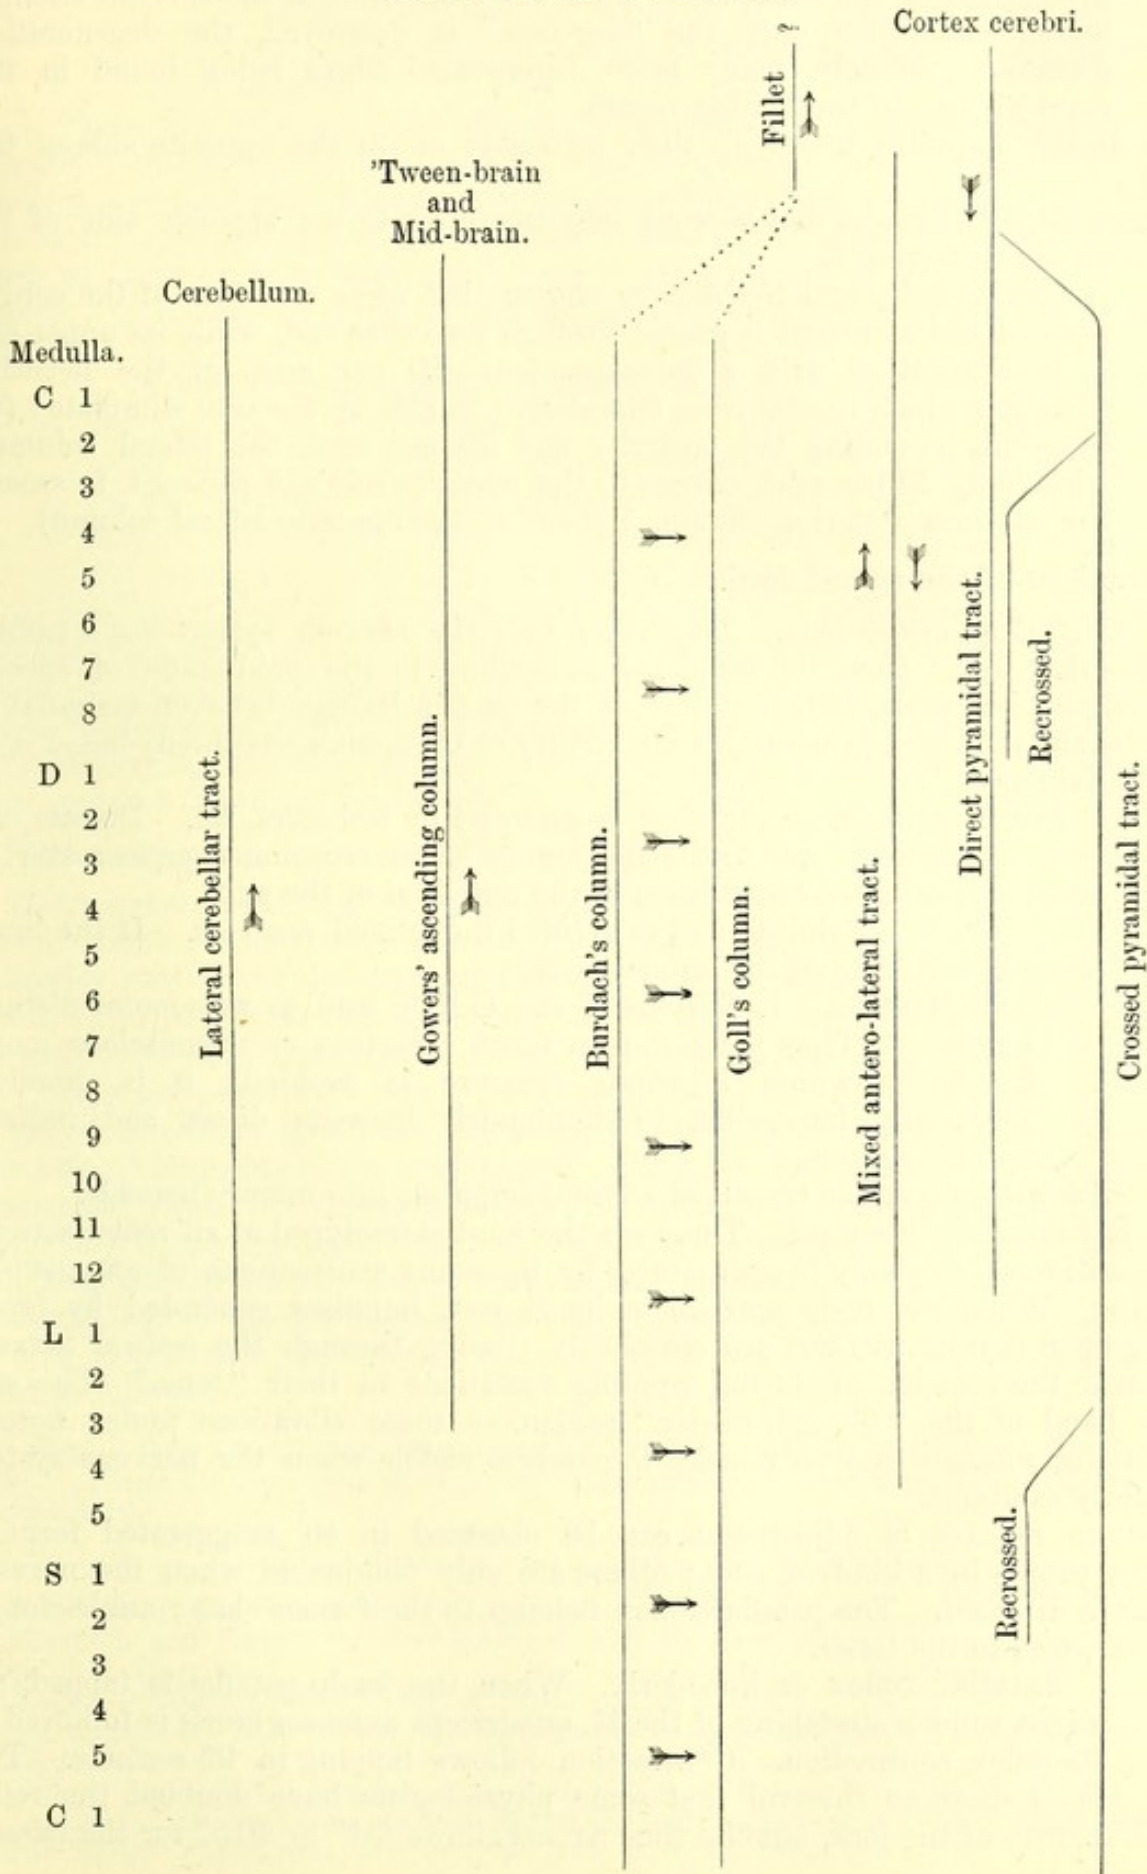 ?
Cortex cerebri.
Fillet
'Tween-brain
and
Mid-brain.
Cerebellum.
Medulla.
C 1
2
3
4
5
6
7
8
D 1
2
3
4
5
6
7
8
9
10
11
12
L 1
2
3
4
5
S 1
2
3
4
5
C 1
Lateral cerebellar tract.
Gowers' ascending column.
Burdach's column.
Goll's column.
Mixed antero-lateral tract.
Direct pyramidal tract.
Recrossed.
Crossed pyramidal tract.
Recrossed.